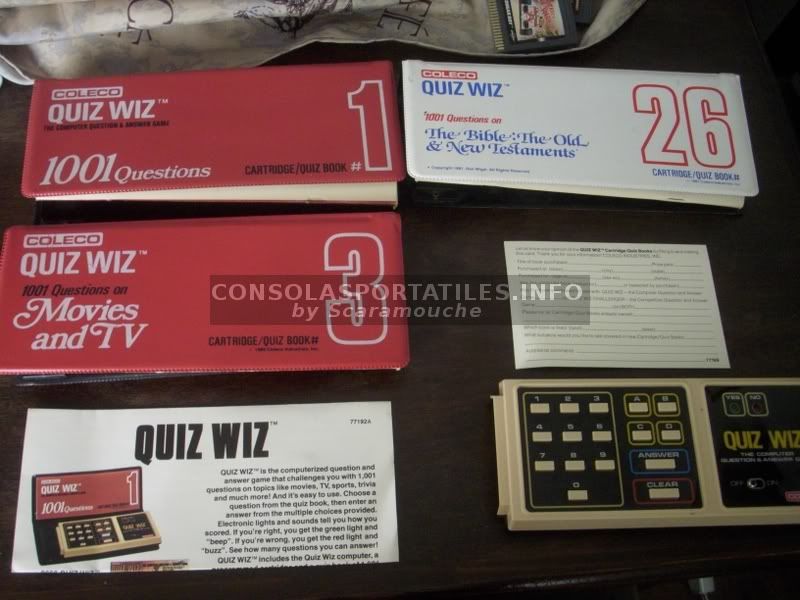 COLECO
QUIZ WIZ™
THE COMPUTER QUESTION & ANSWER GAME
1001 Questions
CARTRIDGE/QUIZ BOOK #1
COLECO
QUIZ WIZ™
1001 Questions on
The Bible: The Old
& New Testaments
26
CARTRIDGE/QUIZ BOOK#
COLECO
QUIZ WIZ™
1001 Questions on
Movies
and TV
3
CARTRIDGE/QUIZ BOOK#
CONSOLASPORTATILES.INFO
by Scaramouche
77192A
QUIZ WIZ™
QUIZ WIZ™ is the computerized question and
answer game that challenges you with 1,001
questions on topics like movies, TV, sports, trivia
and much more! And it's easy to use. Choose a
question from the quiz book, then enter an
answer from the multiple choices provided.
Electronic lights and sounds tell you how you
scored. If you're right, you get the green light and
"beep". If you're wrong, you get the red light and
"buzz". See how many questions you can answer!
QUIZ WIZ™ includes the Quiz Wiz computer, a
QUIZ WIZ™
1
1001 Questions
1 2 3 A B
4 5 6 C D
7 8 9 ANSWER
0 CLEAR
YES NO
QUIZ WIZ
THE COMPUTER
QUESTION & ANSWER G
OFF ON